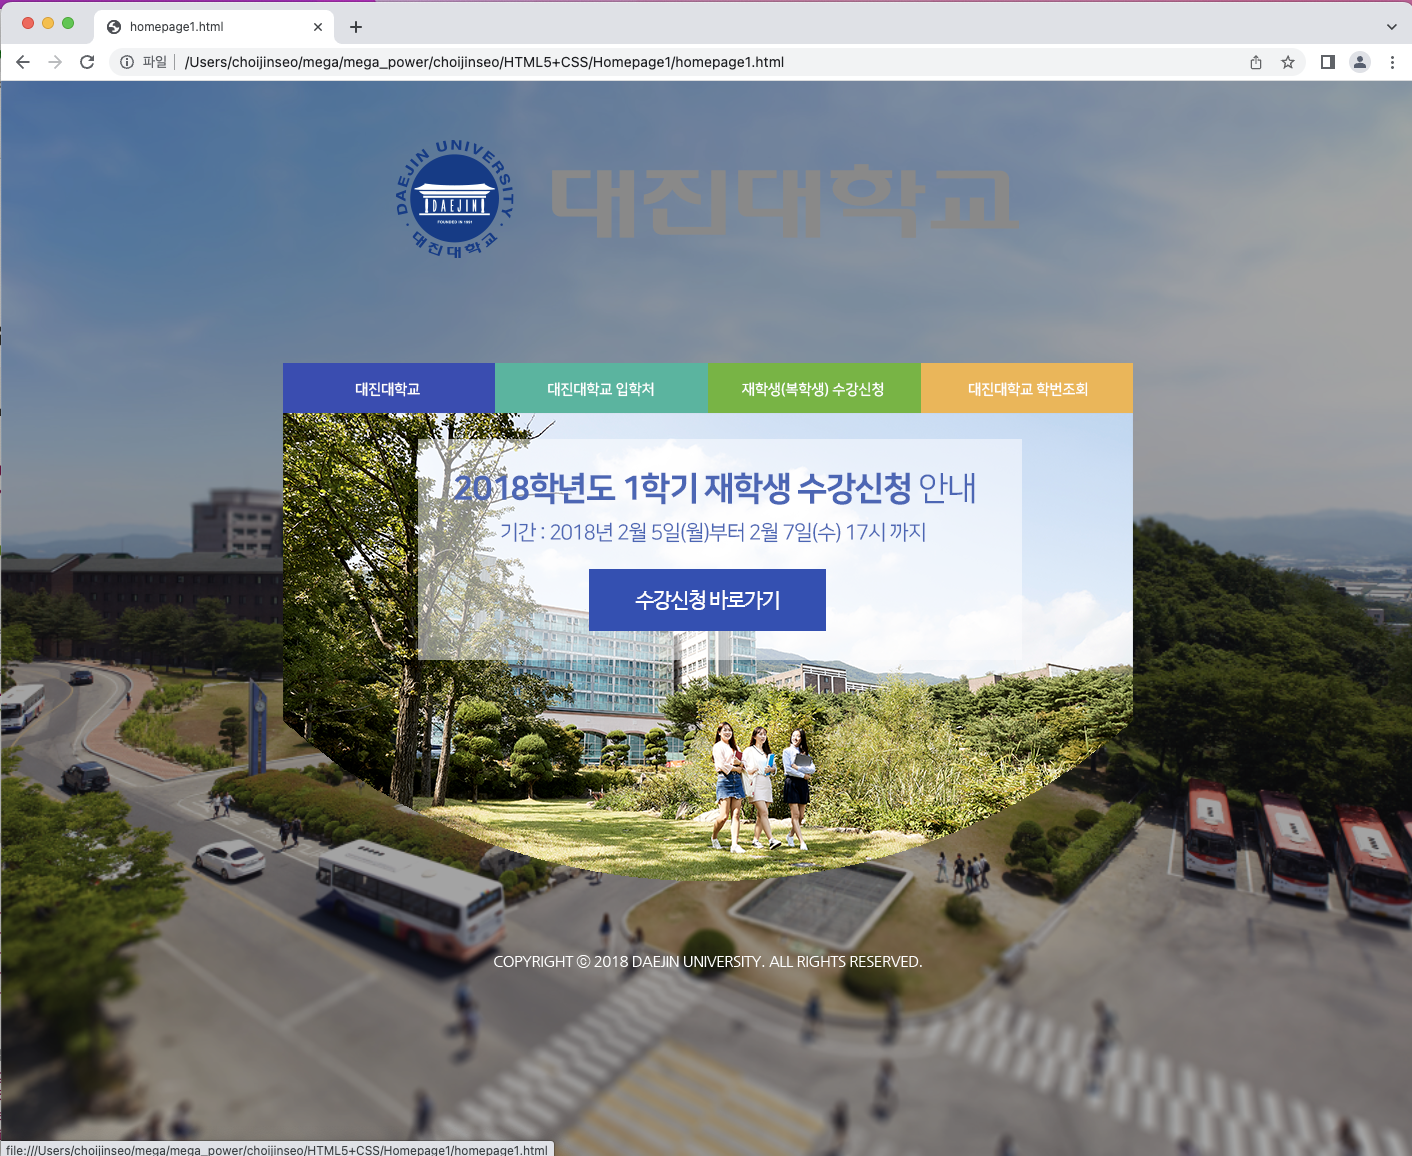 homepage1.html
파일 /Users/choijinseo/mega/mega_power/choijinseo/HTML5+CSS/Homepage1/homepage1.html
DAEJIN UNIVERSITY
DAEJIN
FOUNDED IN 1991
대진대학교
대진대학교
대진대학교 대진대학교 입학처 재학생(복학생) 수강신청 대진대학교 학번조회
2018학년도 1학기 재학생 수강신청 안내
기간 : 2018년 2월 5일(월)부터 2월 7일(수) 17시 까지
수강신청 바로가기
COPYRIGHT ⓒ 2018 DAEJIN UNIVERSITY. ALL RIGHTS RESERVED.
file:///Users/choijinseo/mega/mega_power/choijinseo/HTML5+CSS/Homepage1/homepage1.html